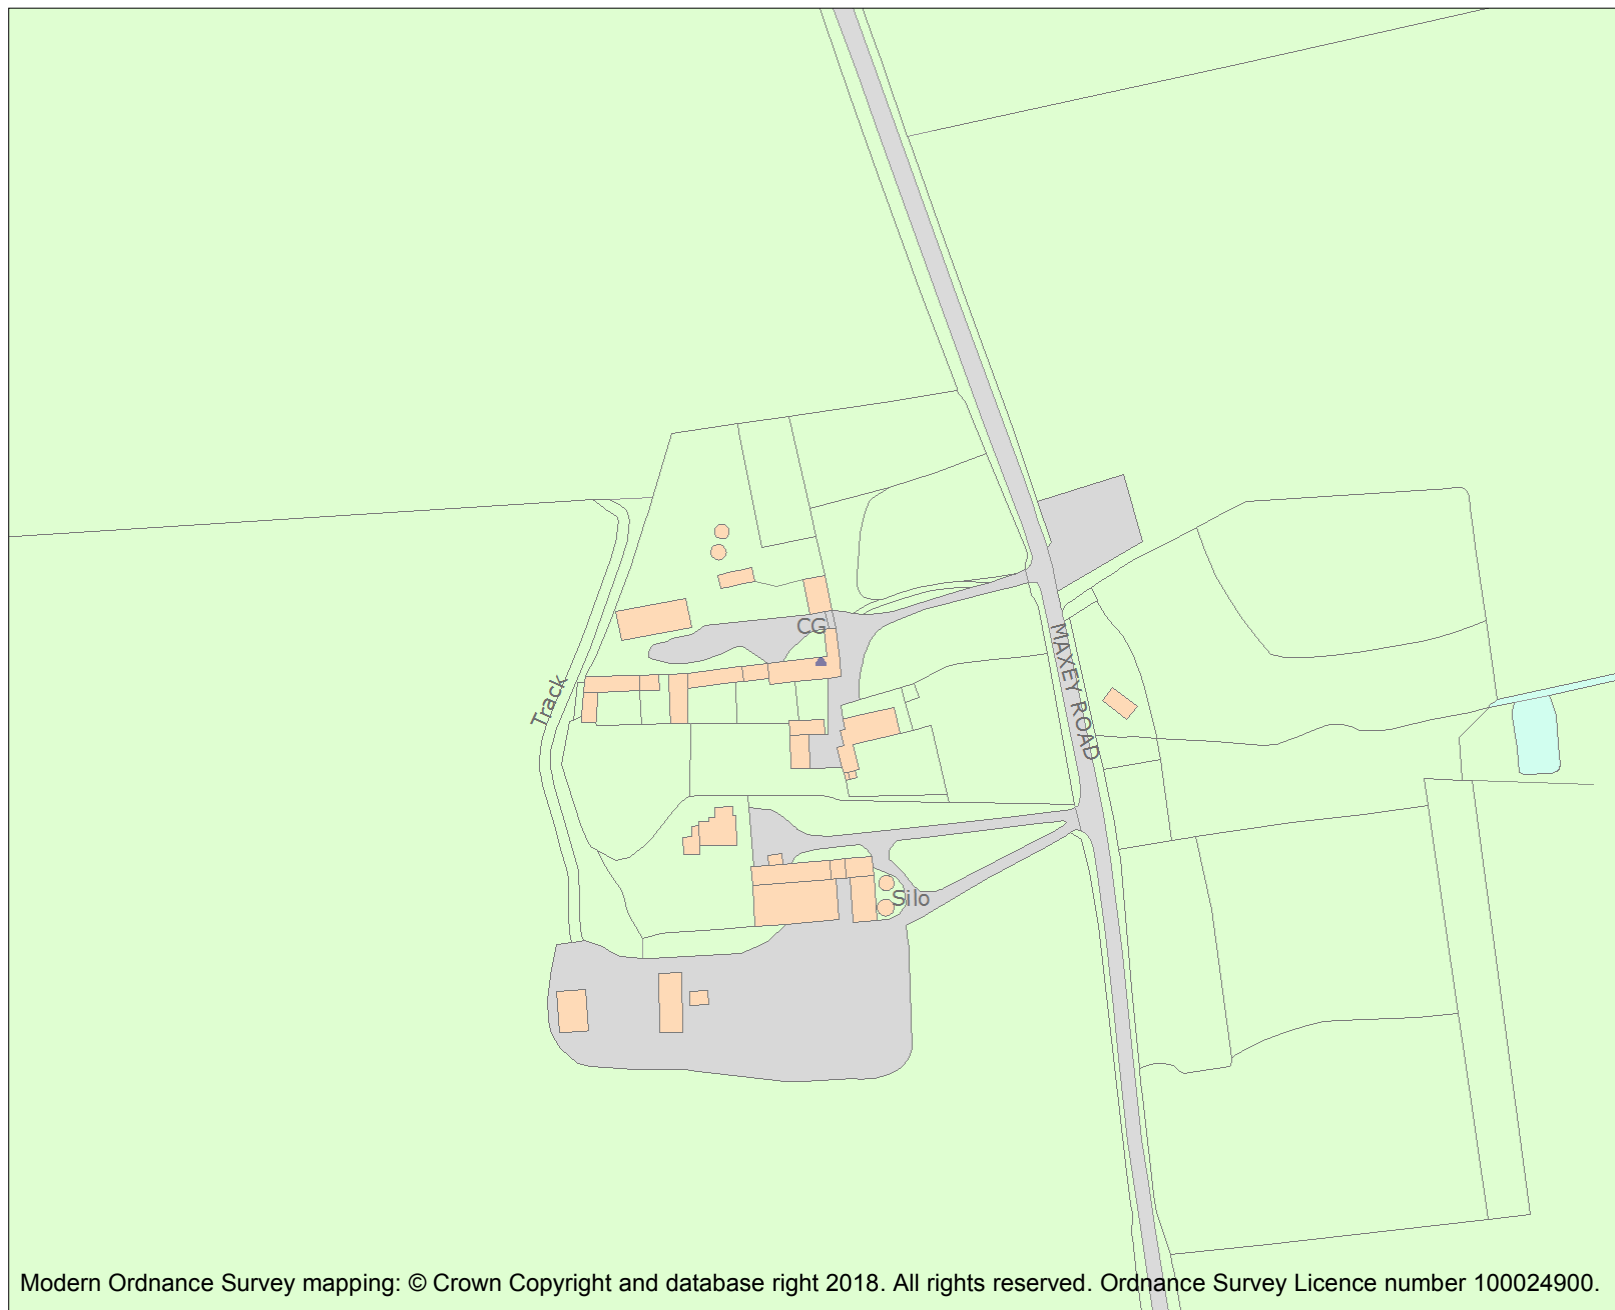 CG
MAXEY ROAD
Track
Silo
Modern Ordnance Survey mapping: © Crown Copyright and database right 2018. All rights reserved. Ordnance Survey Licence number 100024900.